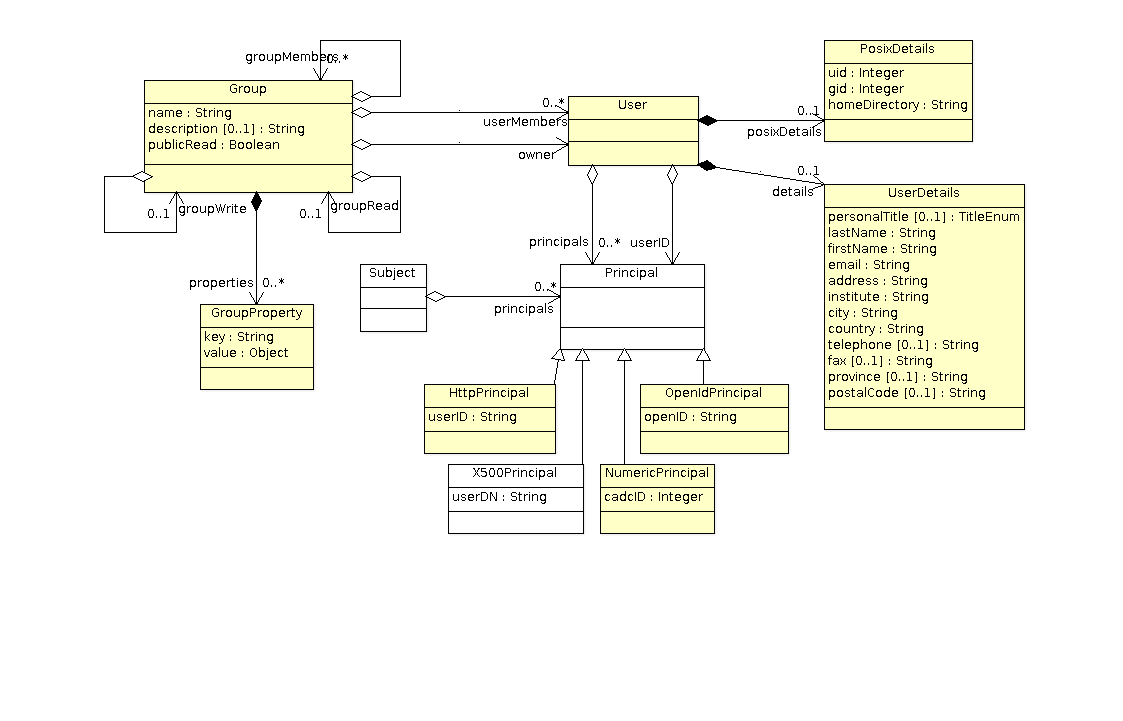 groupMembers
0..*
Group
name : String
description [0..1] : String
publicRead : Boolean
0..1
groupWrite
0..1
groupRead
properties
0..*
GroupProperty
key : String
value : Object
0..*
userMembers
owner
User
0..1
posixDetails
PosixDetails
uid : Integer
gid : Integer
homeDirectory : String
0..1
details
UserDetails
personalTitle [0..1] : TitleEnum
lastName : String
firstName : String
email : String
address : String
institute : String
city : String
country : String
telephone [0..1] : String
fax [0..1] : String
province [0..1] : String
postalCode [0..1] : String
principals
0..*
userID
Subject
0..*
principals
Principal
HttpPrincipal
userID : String
OpenIdPrincipal
openID : String
X500Principal
userDN : String
NumericPrincipal
cadcID : Integer